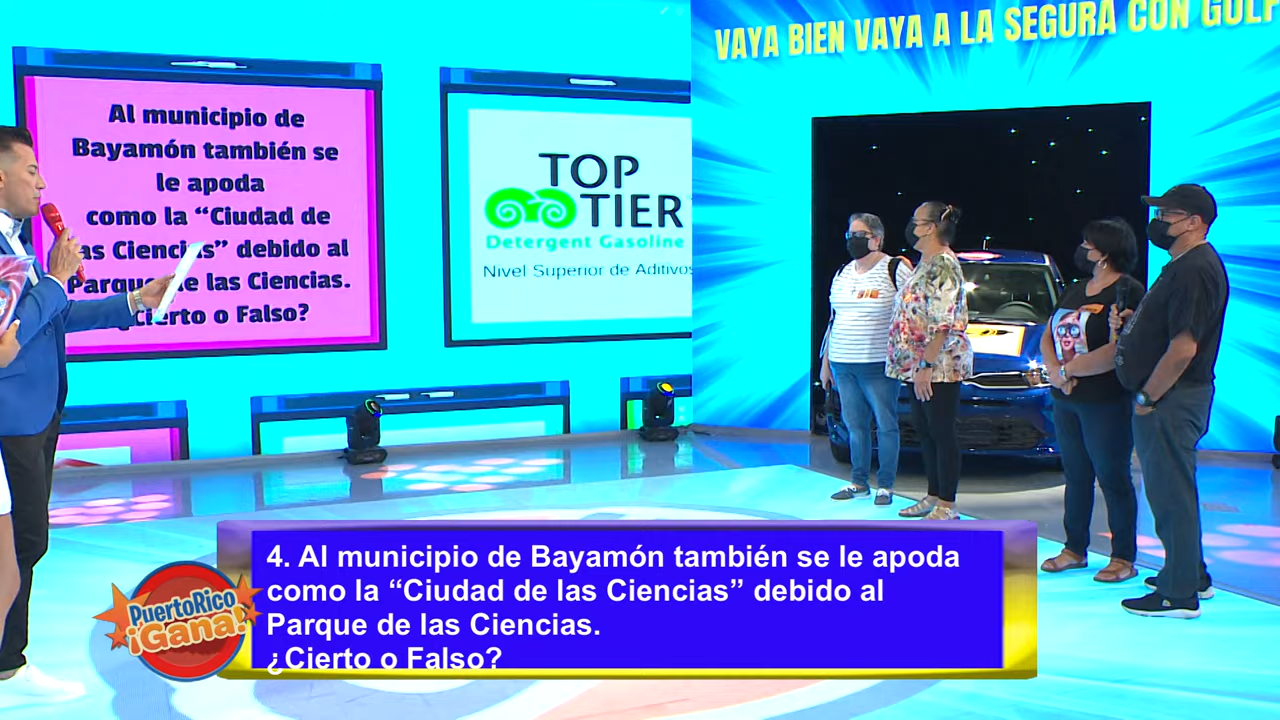 VAYA BIEN VAYA A LA SEGURA CON GULF
Al municipio de
Bayamón también se
le apoda
como la “Ciudad de
las Ciencias” debido al
Parque de las Ciencias.
¿Cierto o Falso?
TOP
TIER
Detergent Gasoline
Nivel Superior de Aditivos
4. Al municipio de Bayamón también se le apoda
como la “Ciudad de las Ciencias” debido al
Parque de las Ciencias.
¿Cierto o Falso?
PuertoRico
¡Gana!